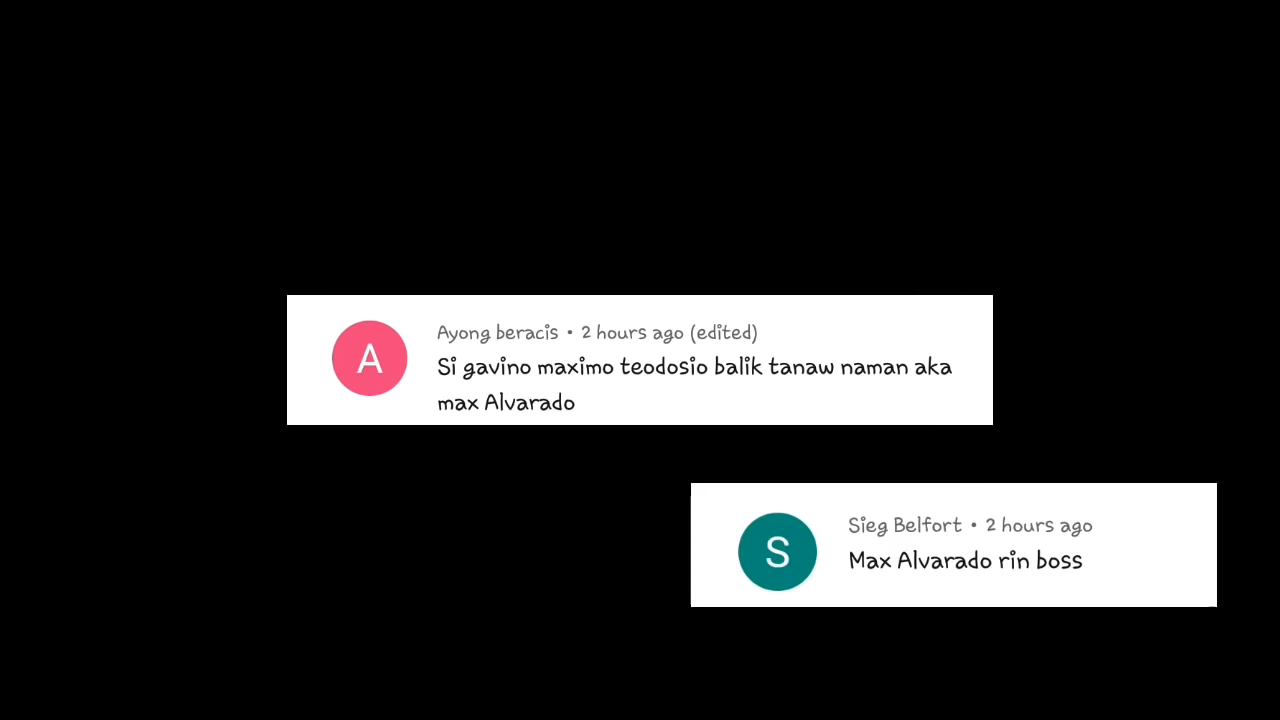 A
Ayong beracis • 2 hours ago (edited)
Si gavino maximo teodosio balik tanaw naman aka
max Alvarado
S
Sieg Belfort • 2 hours ago
Max Alvarado rin boss